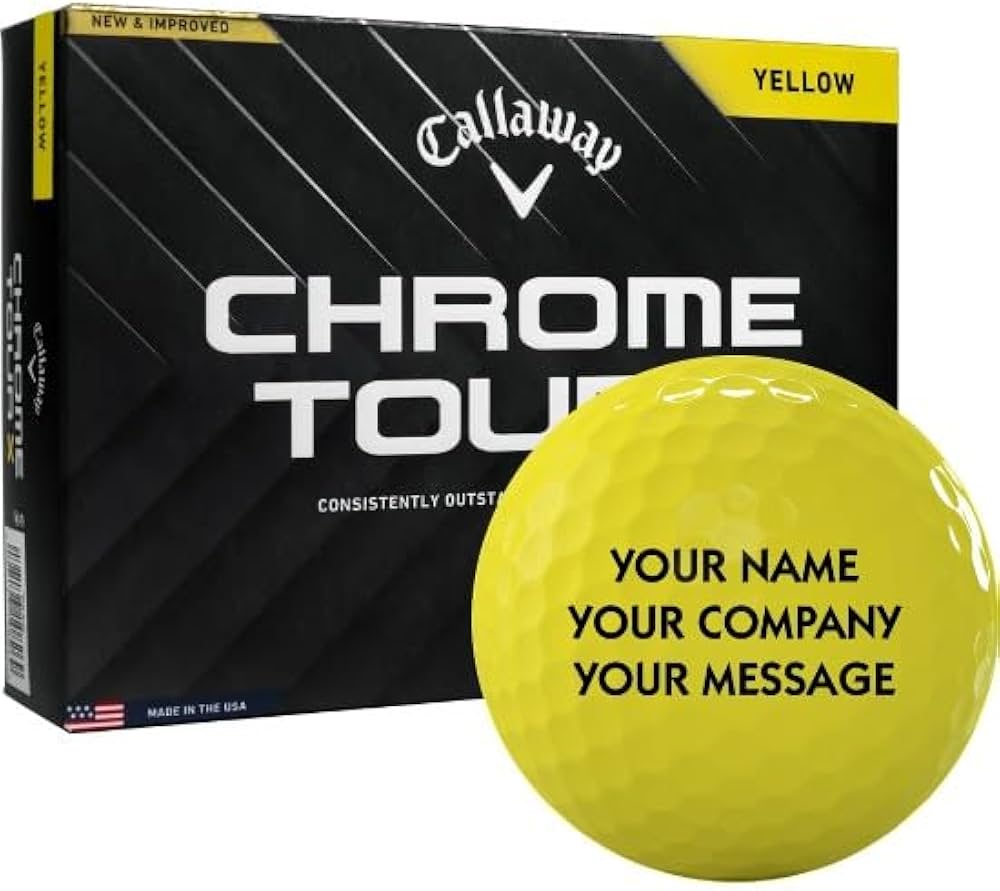 NEW & IMPROVED
YELLOW
YELLOW
Callaway
CHROME
TOUR
CONSISTENTLY OUTST
Callaway
CHROME
TOUR X
MADE IN THE USA
YOUR NAME
YOUR COMPANY
YOUR MESSAGE